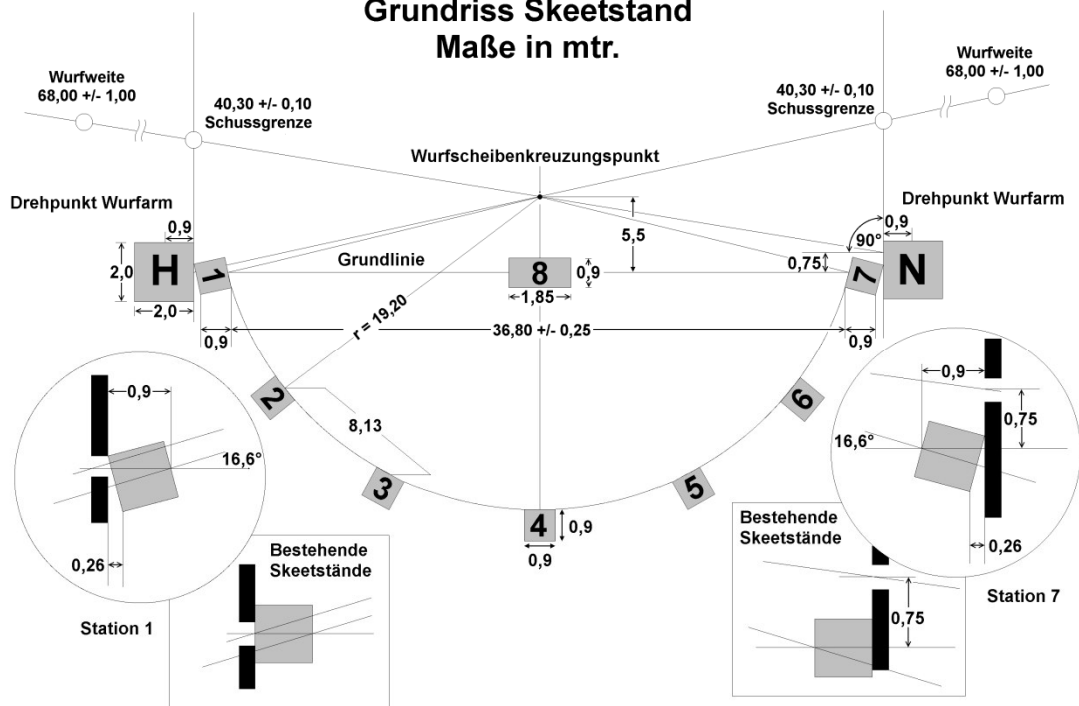 Grundriss Skeetstand
Maße in mtr.
Wurfweite
68,00 +/- 1,00
40,30 +/- 0,10
Schussgrenze
40,30 +/- 0,10
Schussgrenze
Wurfweite
68,00 +/- 1,00
Wurfscheibenkreuzungspunkt
Drehpunkt Wurfarm
Drehpunkt Wurfarm
0,9
0,9
90°
5,5
0,75
2,0
H
1
Grundlinie
8
0,9
7
N
2,0
1,85
r = 19,20
0,9
36,80 +/- 0,25
0,9
2
6
0,9
16,6°
8,13
0,9
0,75
16,6°
3
5
4
0,9
0,9
0,26
0,26
Bestehende
Skeetstände
Bestehende
Skeetstände
0,75
Station 1
Station 7